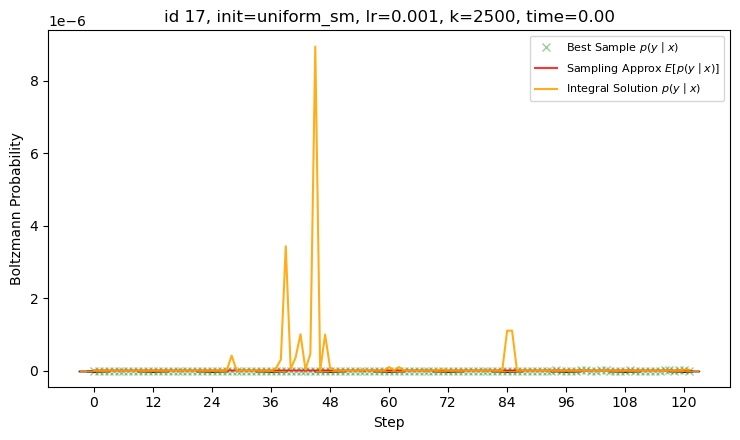 id 17, init=uniform_sm, lr=0.001, k=2500, time=0.00
1e−6
Best Sample p(y | x)
Sampling Approx E[p(y | x)]
Integral Solution p(y | x)
8
6
4
2
0
Boltzmann Probability
0 12 24 36 48 60 72 84 96 108 120
Step